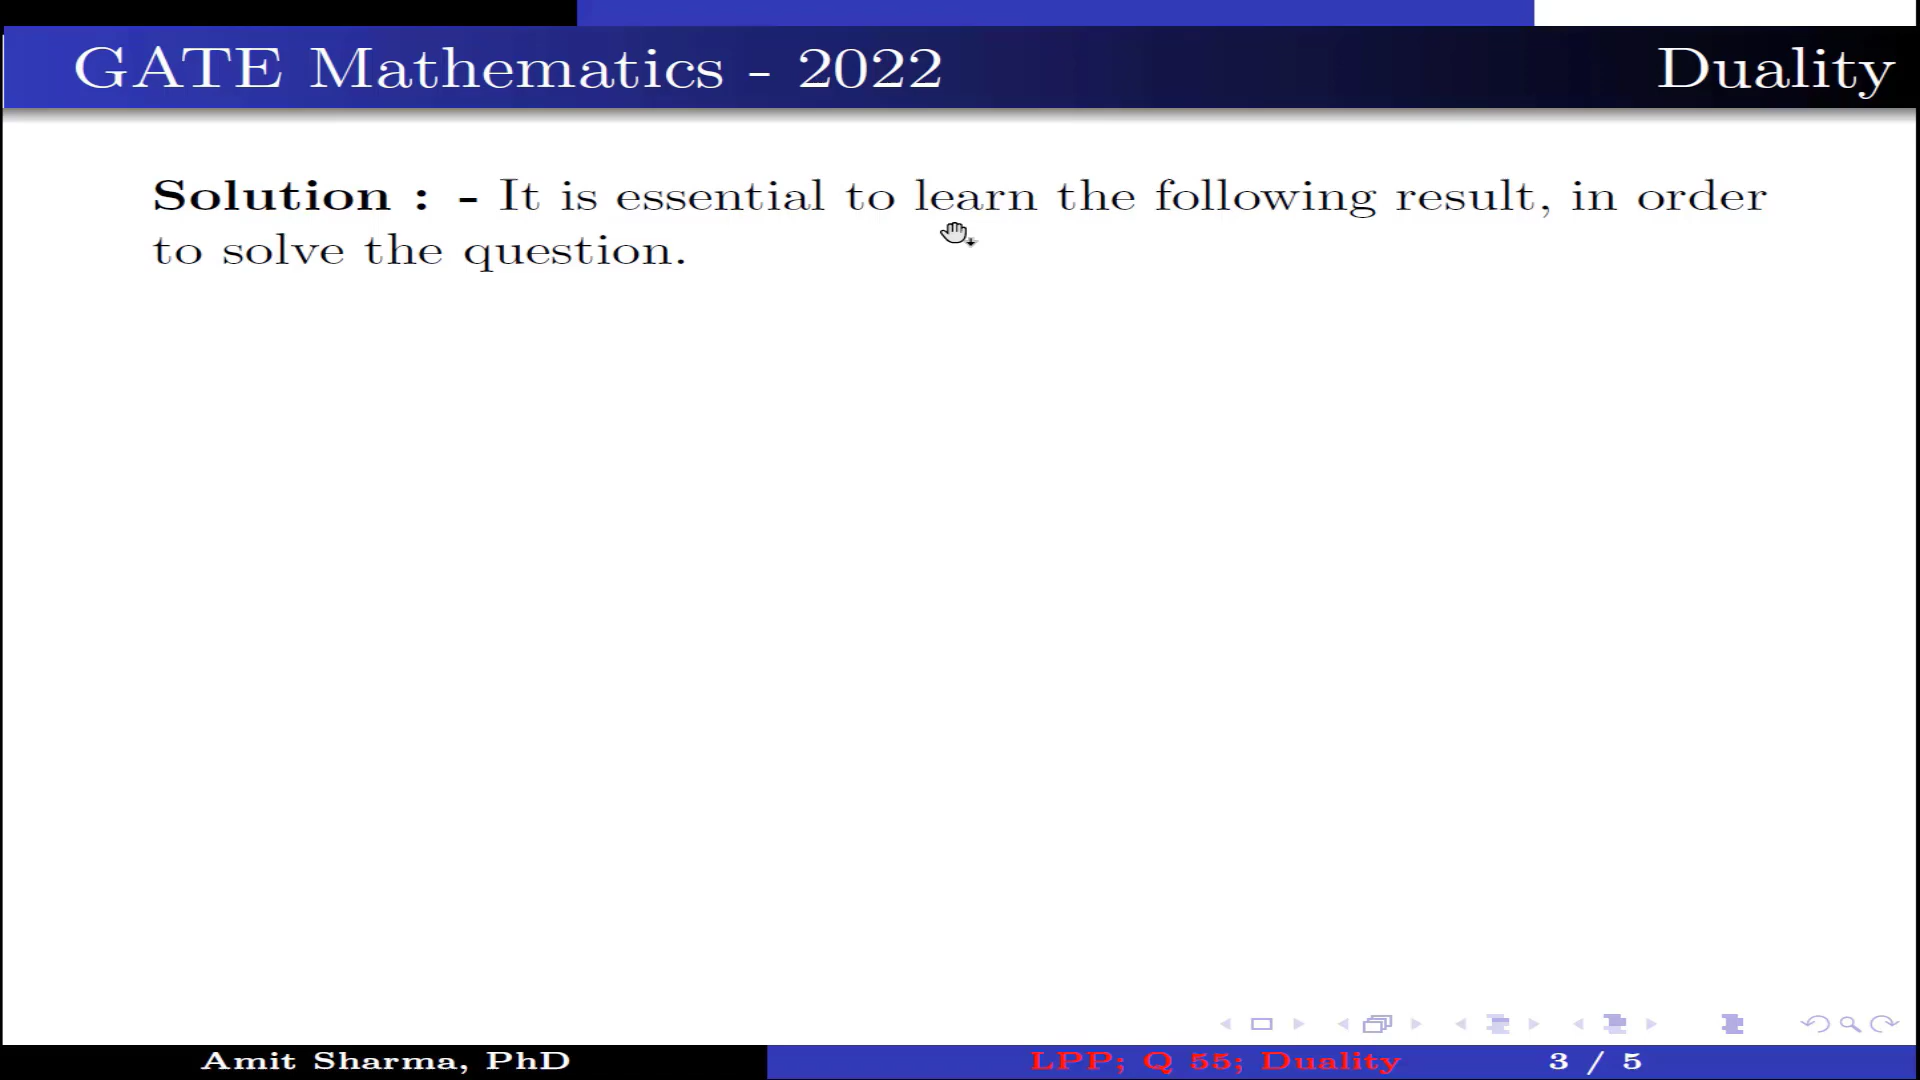 GATE Mathematics - 2022 Duality
Solution : - It is essential to learn the following result, in order
to solve the question.
Amit Sharma, PhD LPP; Q 55; Duality 3 / 5